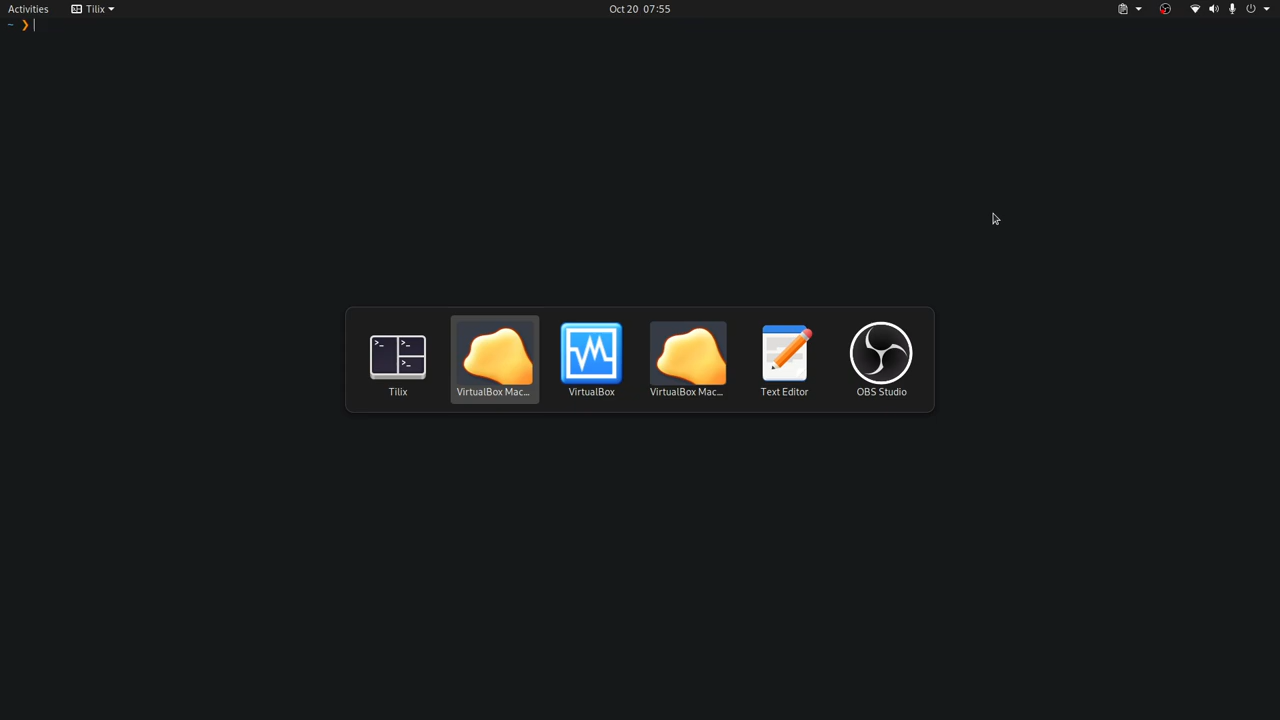 Activities
Tilix
Oct 20 07:55
~ ❯
Tilix
VirtualBox Mac...
VirtualBox
VirtualBox Mac...
Text Editor
OBS Studio